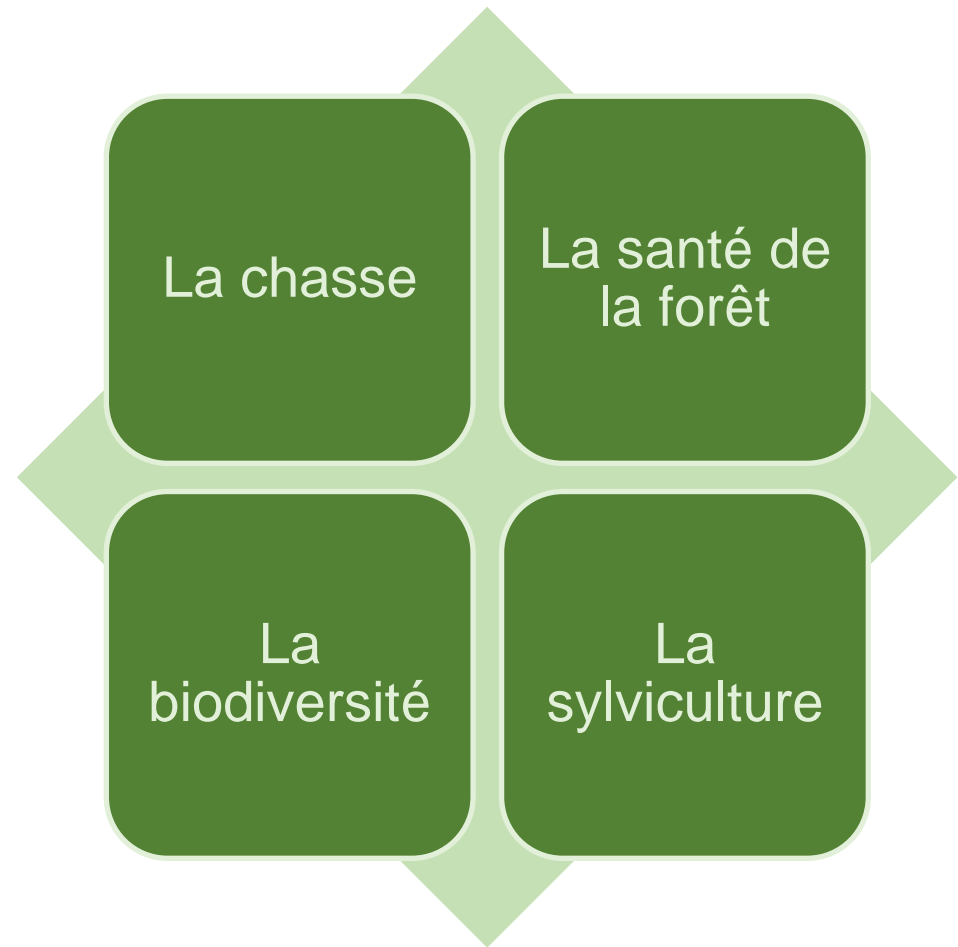 La chasse
La santé de
la forêt
La
biodiversité
La
sylviculture